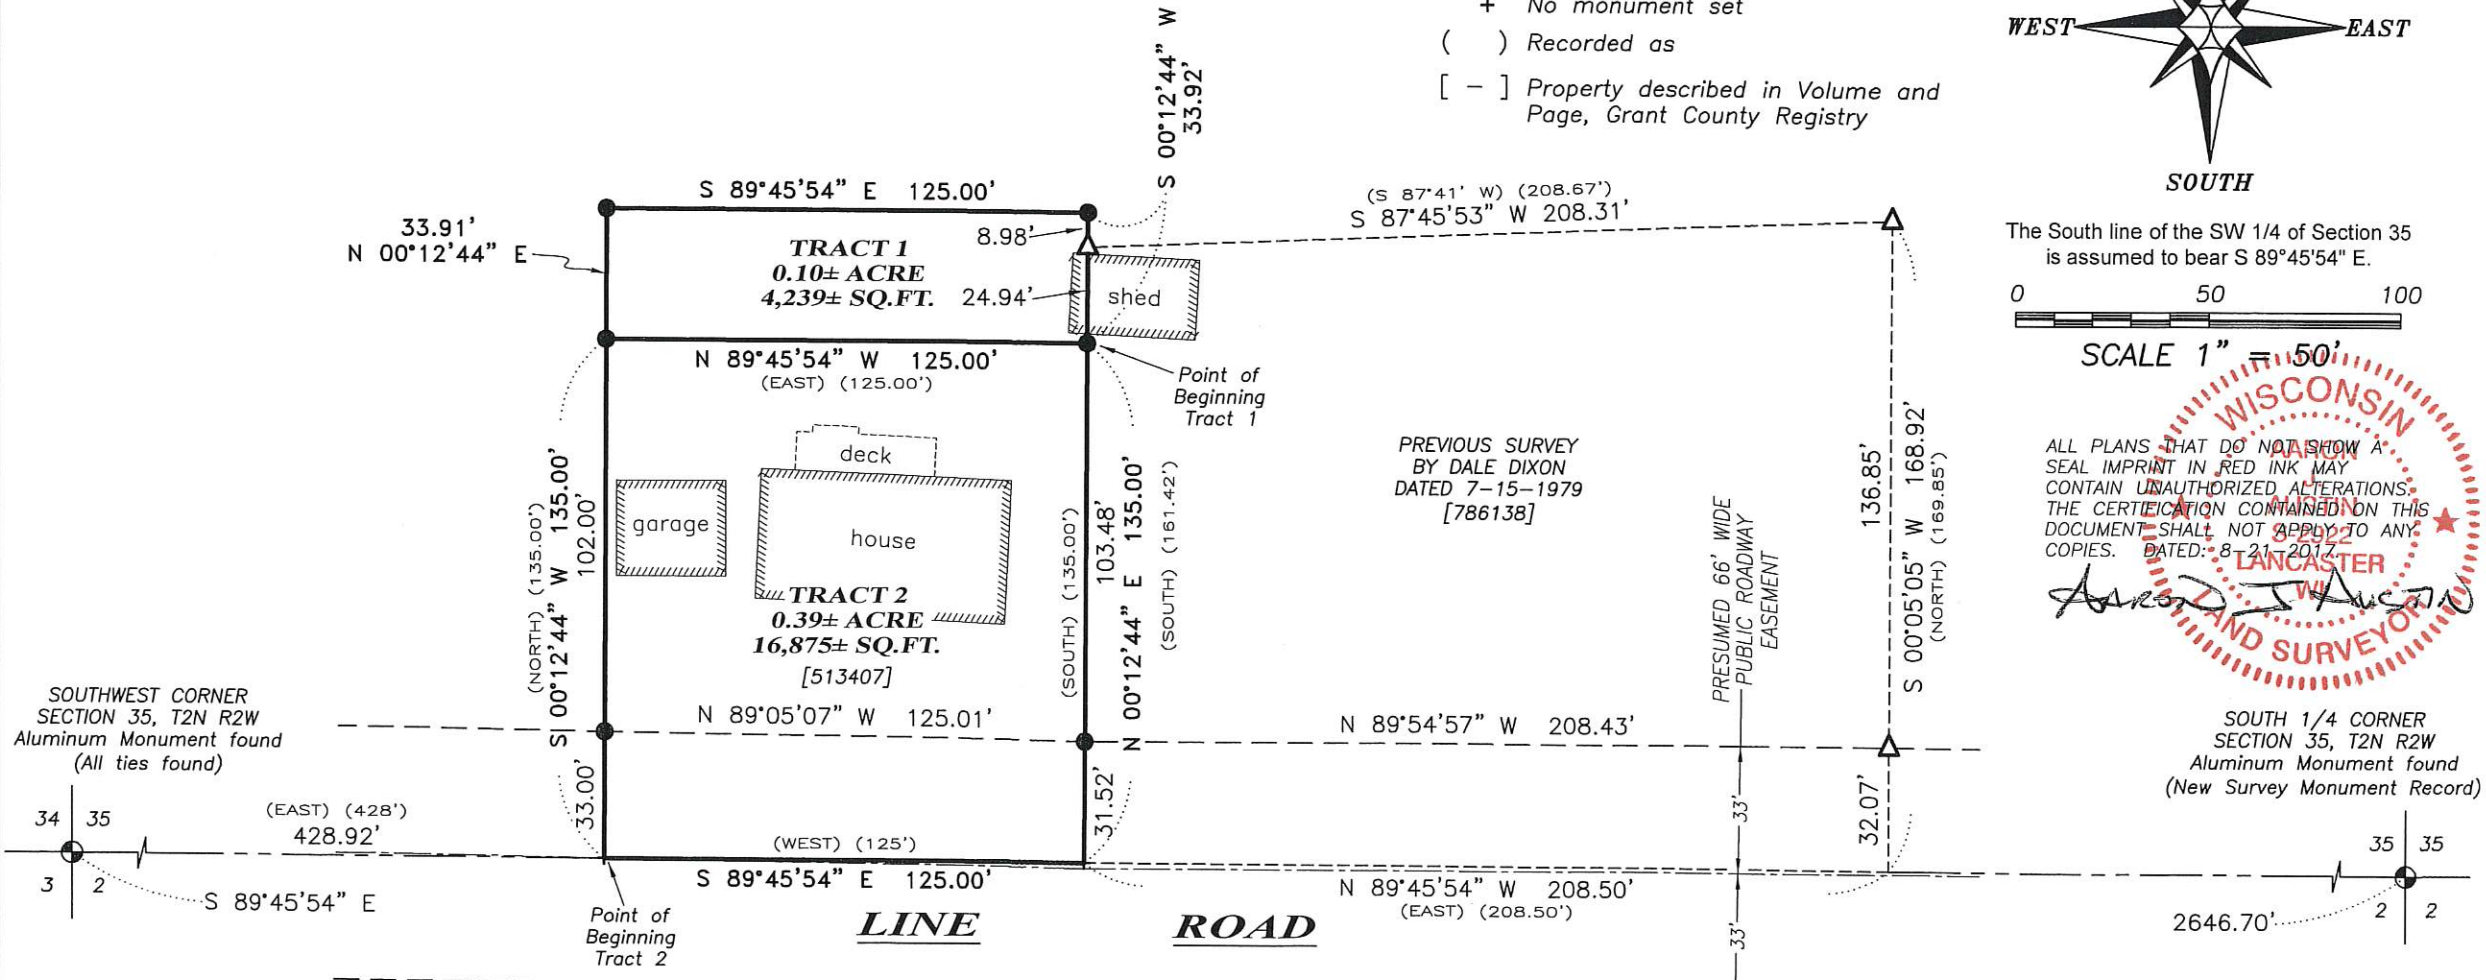 + No monument set
( ) Recorded as
[ - ] Property described in Volume and
Page, Grant County Registry
WEST
EAST
SOUTH
The South line of the SW 1/4 of Section 35
is assumed to bear S 89°45'54" E.
0 50 100
SCALE 1" = 50'
ALL PLANS THAT DO NOT SHOW A
SEAL IMPRINT IN RED INK MAY
CONTAIN UNAUTHORIZED ALTERATIONS.
THE CERTIFICATION CONTAINED ON THIS
DOCUMENT SHALL NOT APPLY TO ANY
COPIES. DATED: 8-21-2017
WISCONSIN
AARON
J.
AUSTIN
S-2922
LANCASTER
WI
LAND SURVEYOR
AARON J AUSTIN
S 00°12'44" W
33.92'
S 89°45'54" E 125.00'
33.91'
N 00°12'44" E
TRACT 1
0.10± ACRE
4,239± SQ.FT.
8.98'
24.94'
shed
(S 87°41' W) (208.67')
S 87°45'53" W 208.31'
N 89°45'54" W 125.00'
(EAST) (125.00')
Point of
Beginning
Tract 1
deck
garage
house
TRACT 2
0.39± ACRE
16,875± SQ.FT.
[513407]
(NORTH) (135.00')
S 00°12'44" W 135.00'
102.00'
(SOUTH) (135.00')
103.48'
N 00°12'44" E 135.00'
(SOUTH) (161.42')
PREVIOUS SURVEY
BY DALE DIXON
DATED 7-15-1979
[786138]
PRESUMED 66' WIDE
PUBLIC ROADWAY
EASEMENT
136.85'
S 00°05'05" W 168.92'
(NORTH) (169.85')
N 89°05'07" W 125.01'
N 89°54'57" W 208.43'
SOUTHWEST CORNER
SECTION 35, T2N R2W
Aluminum Monument found
(All ties found)
SOUTH 1/4 CORNER
SECTION 35, T2N R2W
Aluminum Monument found
(New Survey Monument Record)
33.00'
31.52'
33'
33'
32.07'
34 35
3 2
(EAST) (428')
428.92'
S 89°45'54" E
(WEST) (125')
S 89°45'54" E 125.00'
N 89°45'54" W 208.50'
(EAST) (208.50')
35 35
2 2
2646.70'
Point of
Beginning
Tract 2
LINE ROAD